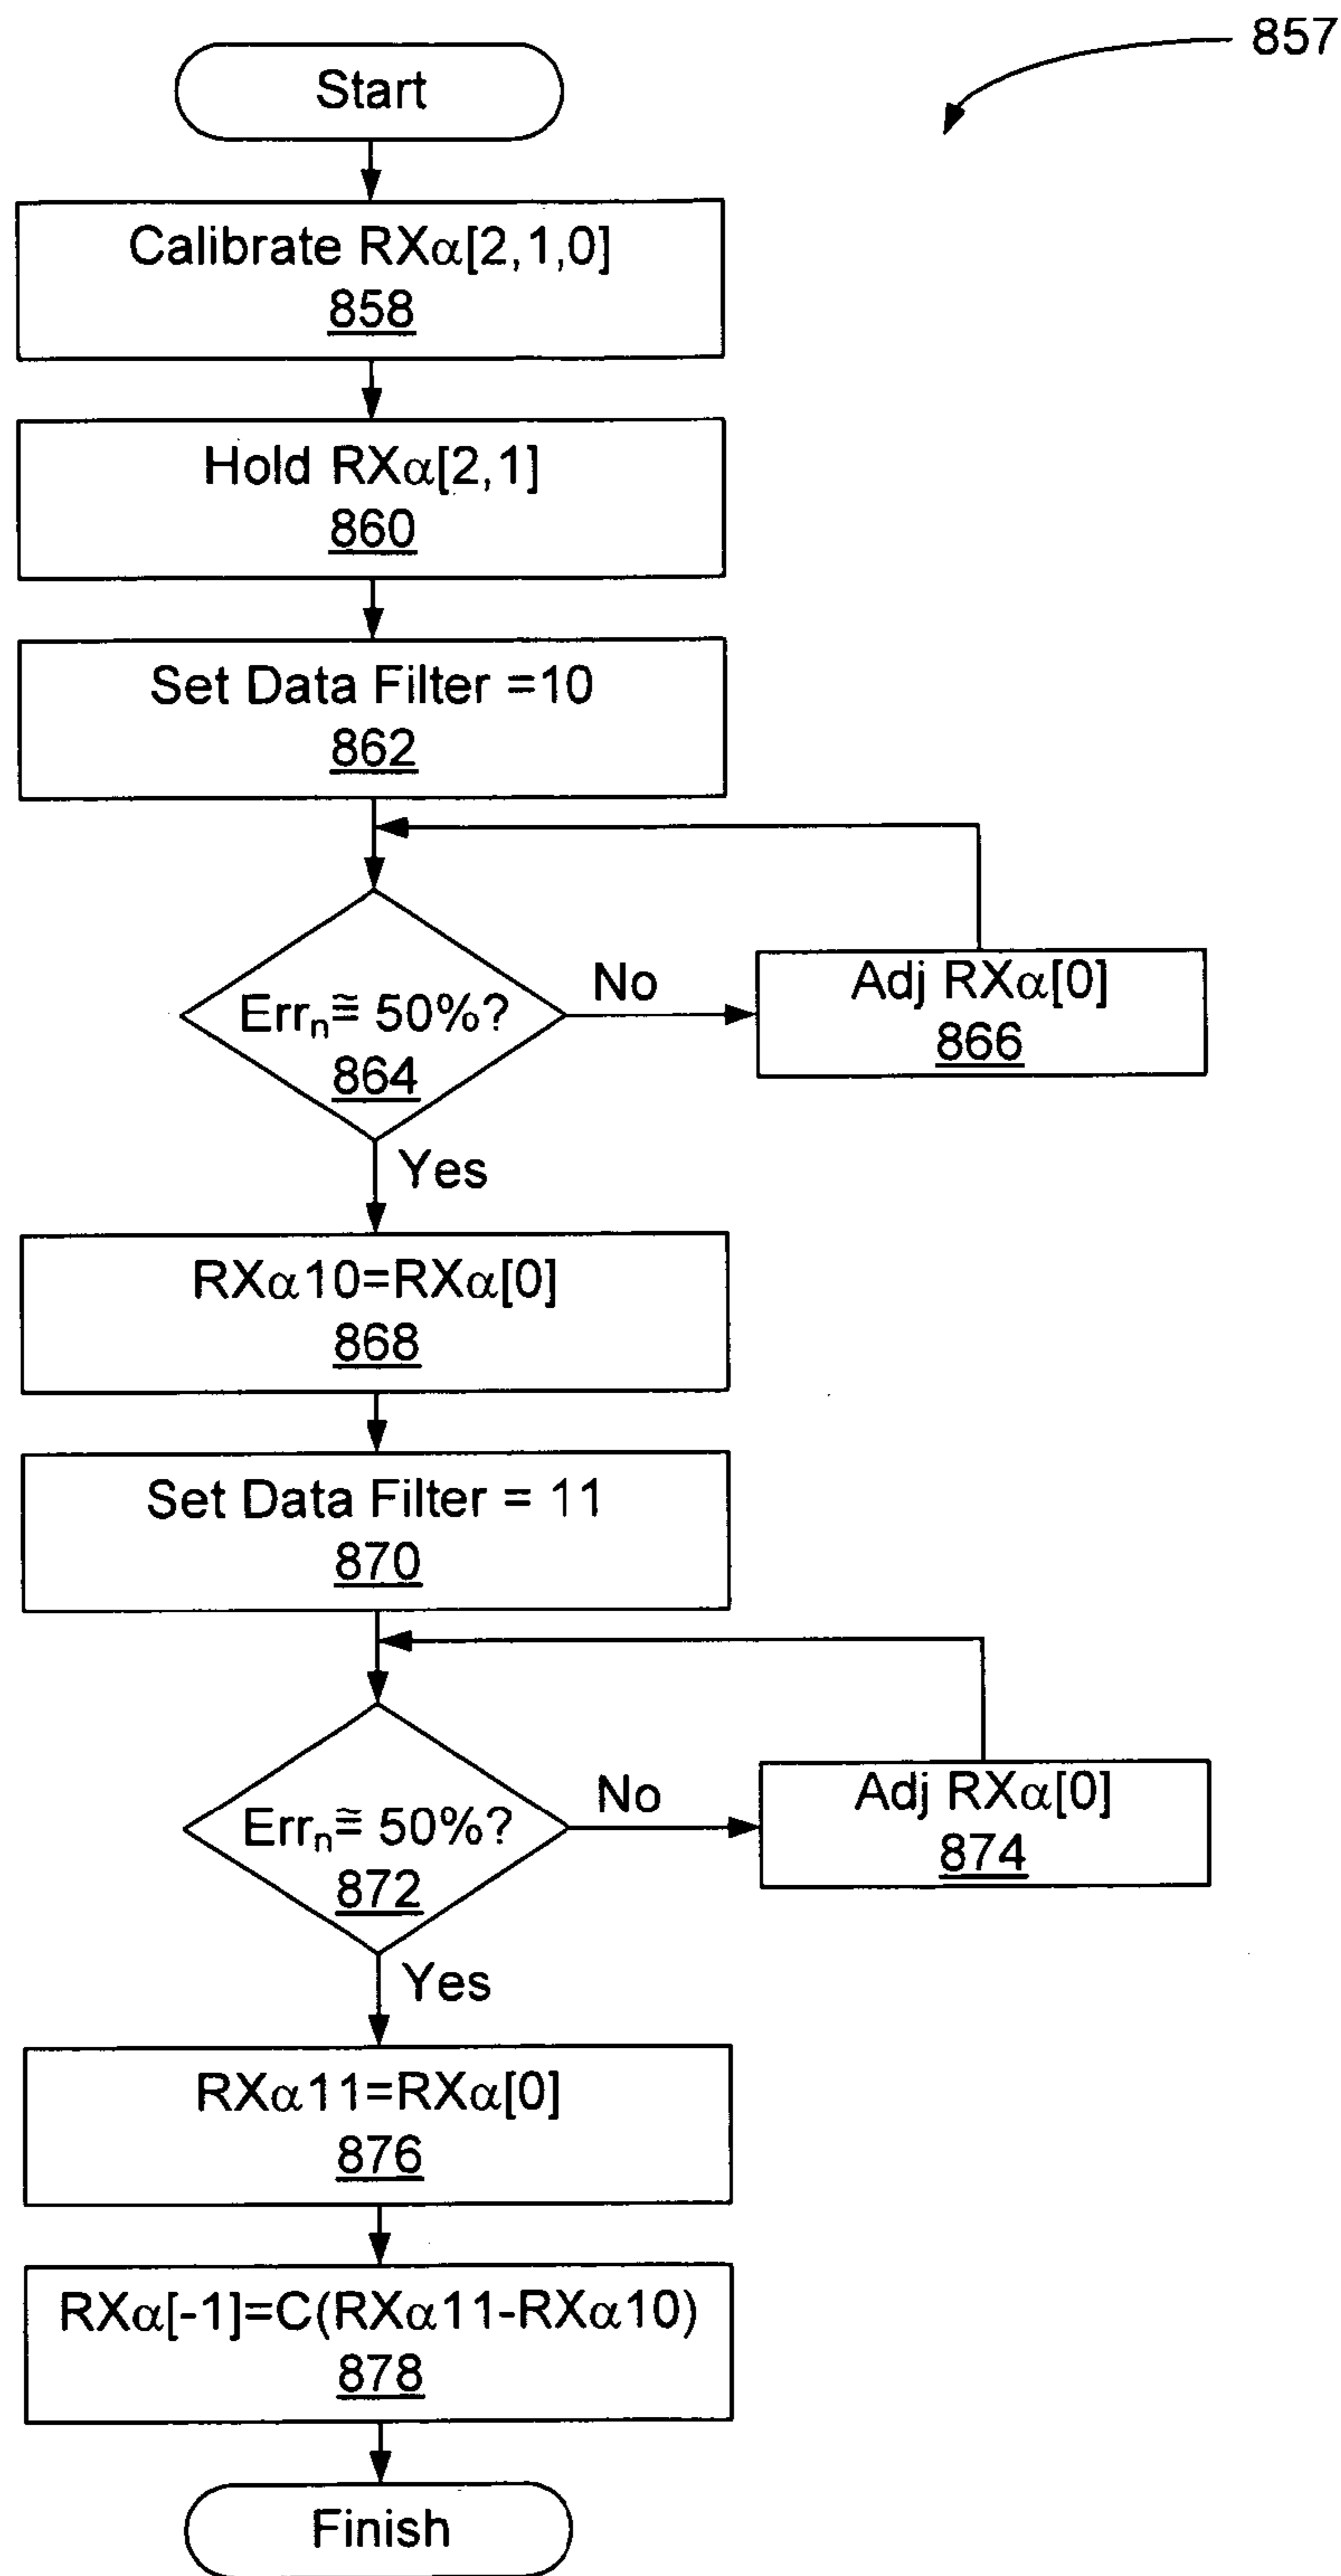 857
Start
Calibrate RXα[2,1,0]
858
Hold RXα[2,1]
860
Set Data Filter =10
862
Errₙ≅ 50%?
864
No
Adj RXα[0]
866
Yes
RXα10=RXα[0]
868
Set Data Filter = 11
870
Errₙ≅ 50%?
872
No
Adj RXα[0]
874
Yes
RXα11=RXα[0]
876
RXα[-1]=C(RXα11-RXα10)
878
Finish